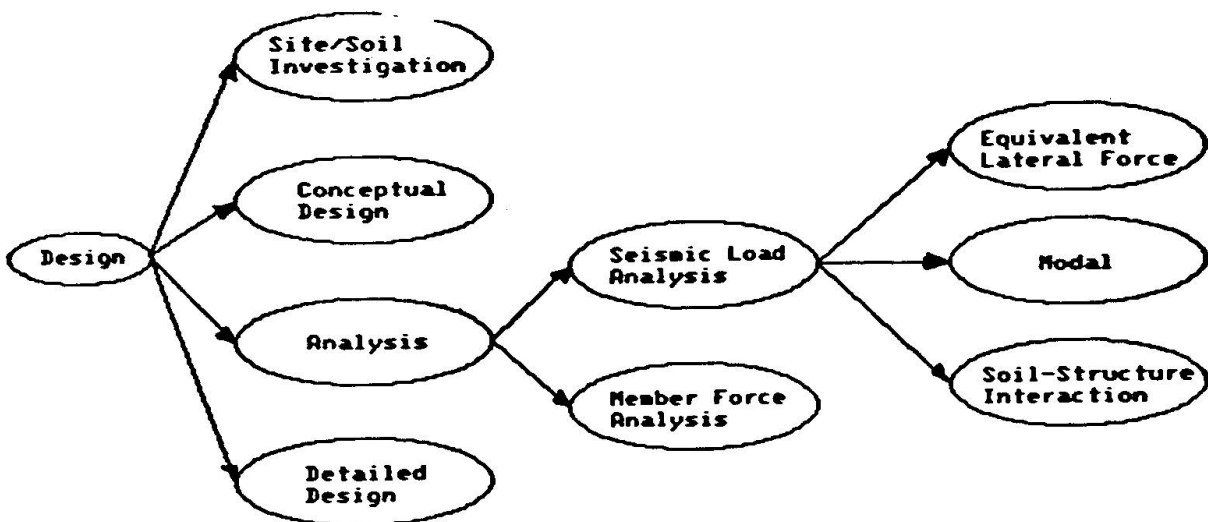 Site/Soil
Investigation
Conceptual
Design
Design
Analysis
Detailed
Design
Seismic Load
Analysis
Member Force
Analysis
Equivalent
Lateral Force
Modal
Soil-Structure
Interaction